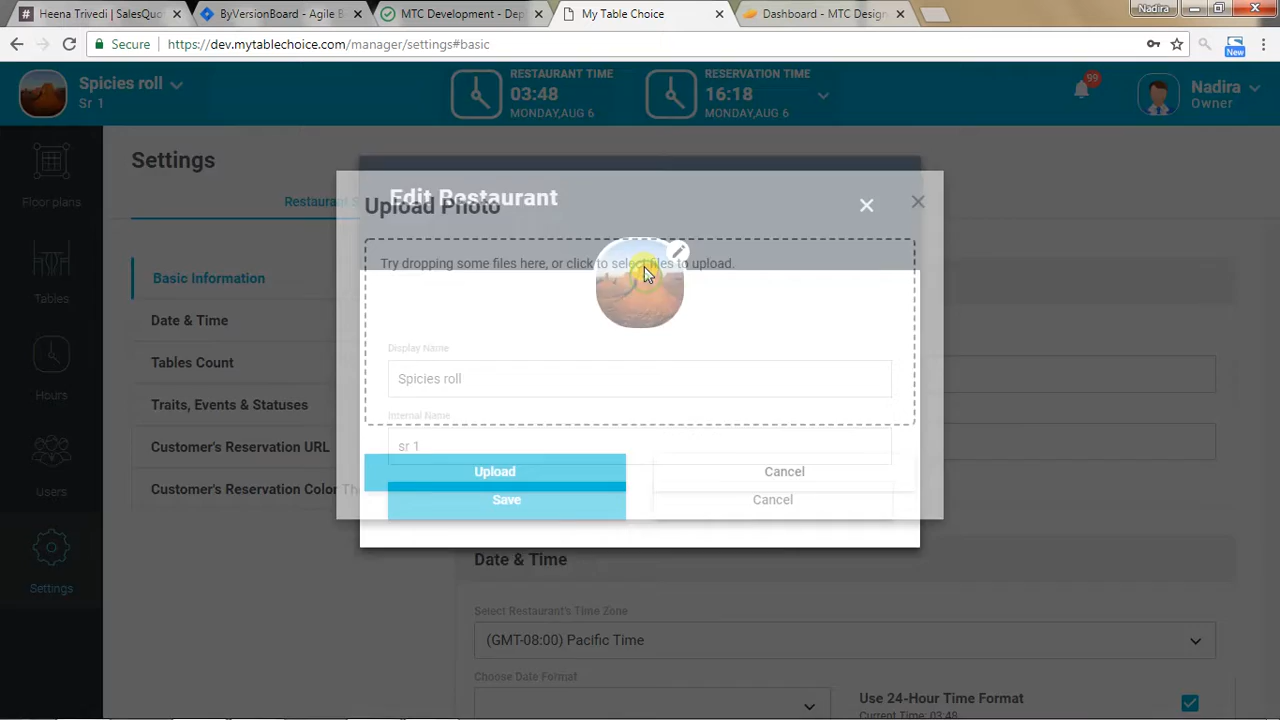 Heena Trivedi | SalesQuot
ByVersionBoard - Agile B
MTC Development - Dep
My Table Choice
Dashboard - MTC Design
Nadira
Secure
https://dev.mytablechoice.com/manager/settings#basic
New
Spicies roll
Sr 1
RESTAURANT TIME
03:48
MONDAY,AUG 6
RESERVATION TIME
16:18
MONDAY,AUG 6
99
Nadira
Owner
Floor plans
Tables
Hours
Users
Settings
Settings
Restaurant S
Basic Information
Date & Time
Tables Count
Traits, Events & Statuses
Customer's Reservation URL
Customer's Reservation Color Th
Edit Restaurant
Upload Photo
Try dropping some files here, or click to select files to upload.
Display Name
Spicies roll
Internal Name
sr 1
Upload
Cancel
Save
Cancel
Date & Time
Select Restaurant's Time Zone
(GMT-08:00) Pacific Time
Choose Date Format
Use 24-Hour Time Format
Current Time: 03:48